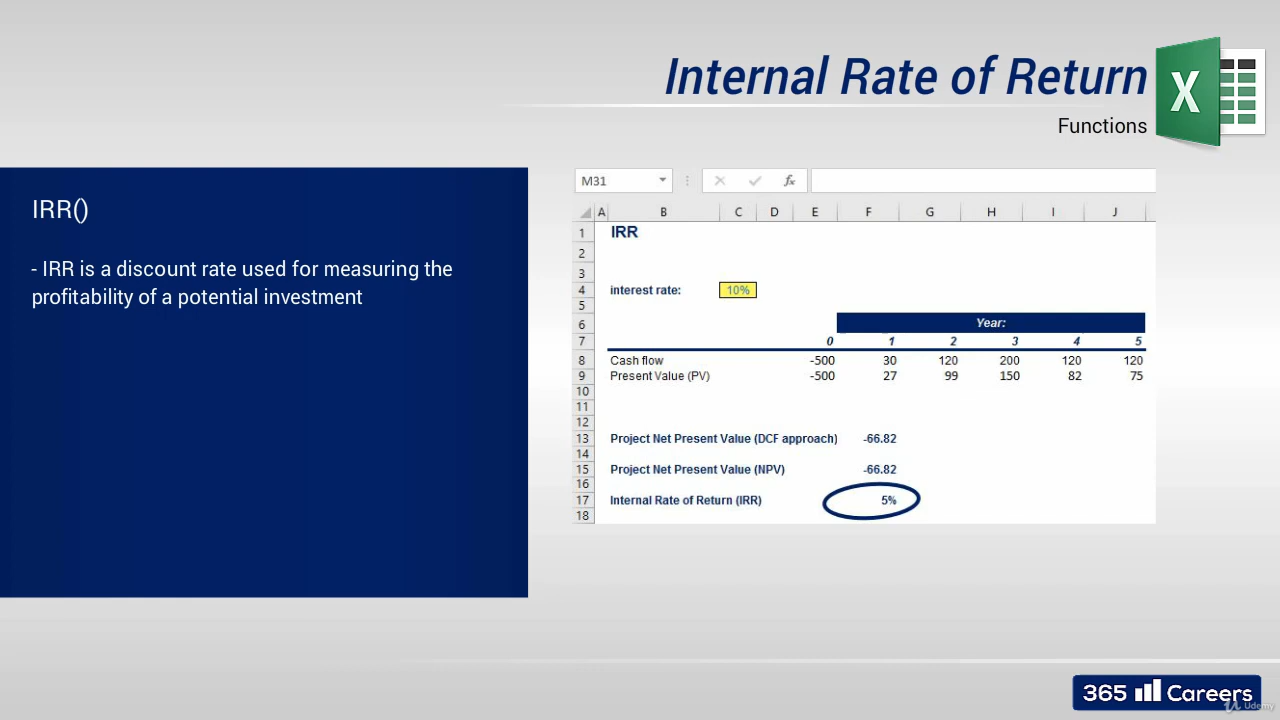 Internal Rate of Return
Functions
X
IRR()
- IRR is a discount rate used for measuring the
profitability of a potential investment
M31 fx
A B C D E F G H I J
1 IRR
2
3
4 interest rate: 10%
5
6 Year:
7 0 1 2 3 4 5
8 Cash flow -500 30 120 200 120 120
9 Present Value (PV) -500 27 99 150 82 75
10
11
12
13 Project Net Present Value (DCF approach) -66.82
14
15 Project Net Present Value (NPV) -66.82
16
17 Internal Rate of Return (IRR) 5%
18
365 Careers
Udemy